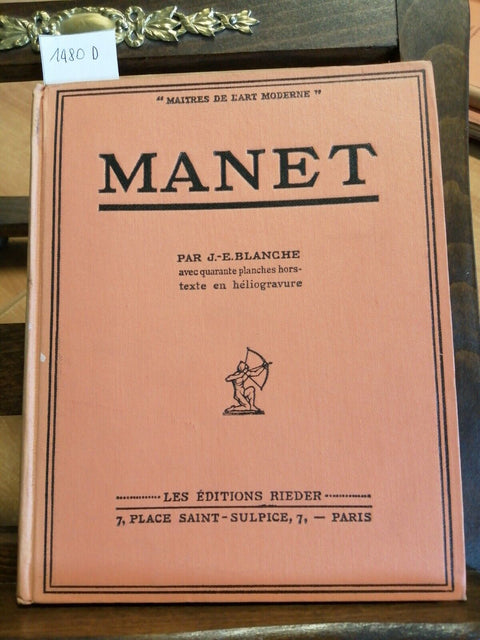 1480 D
"MAITRES DE L'ART MODERNE"
MANET
PAR J.-E. BLANCHE
avec quarante planches hors-
texte en héliogravure
LES ÉDITIONS RIEDER
7, PLACE SAINT-SULPICE, 7, — PARIS